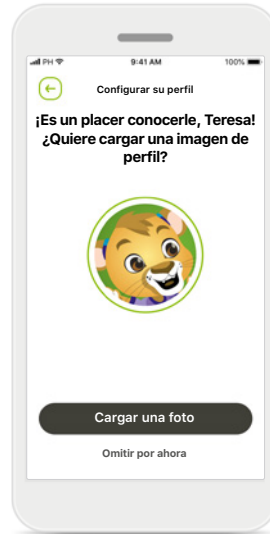 PH 9:41 AM 100%
Configurar su perfil
¡Es un placer conocerle, Teresa!
¿Quiere cargar una imagen de
perfil?
Cargar una foto
Omitir por ahora